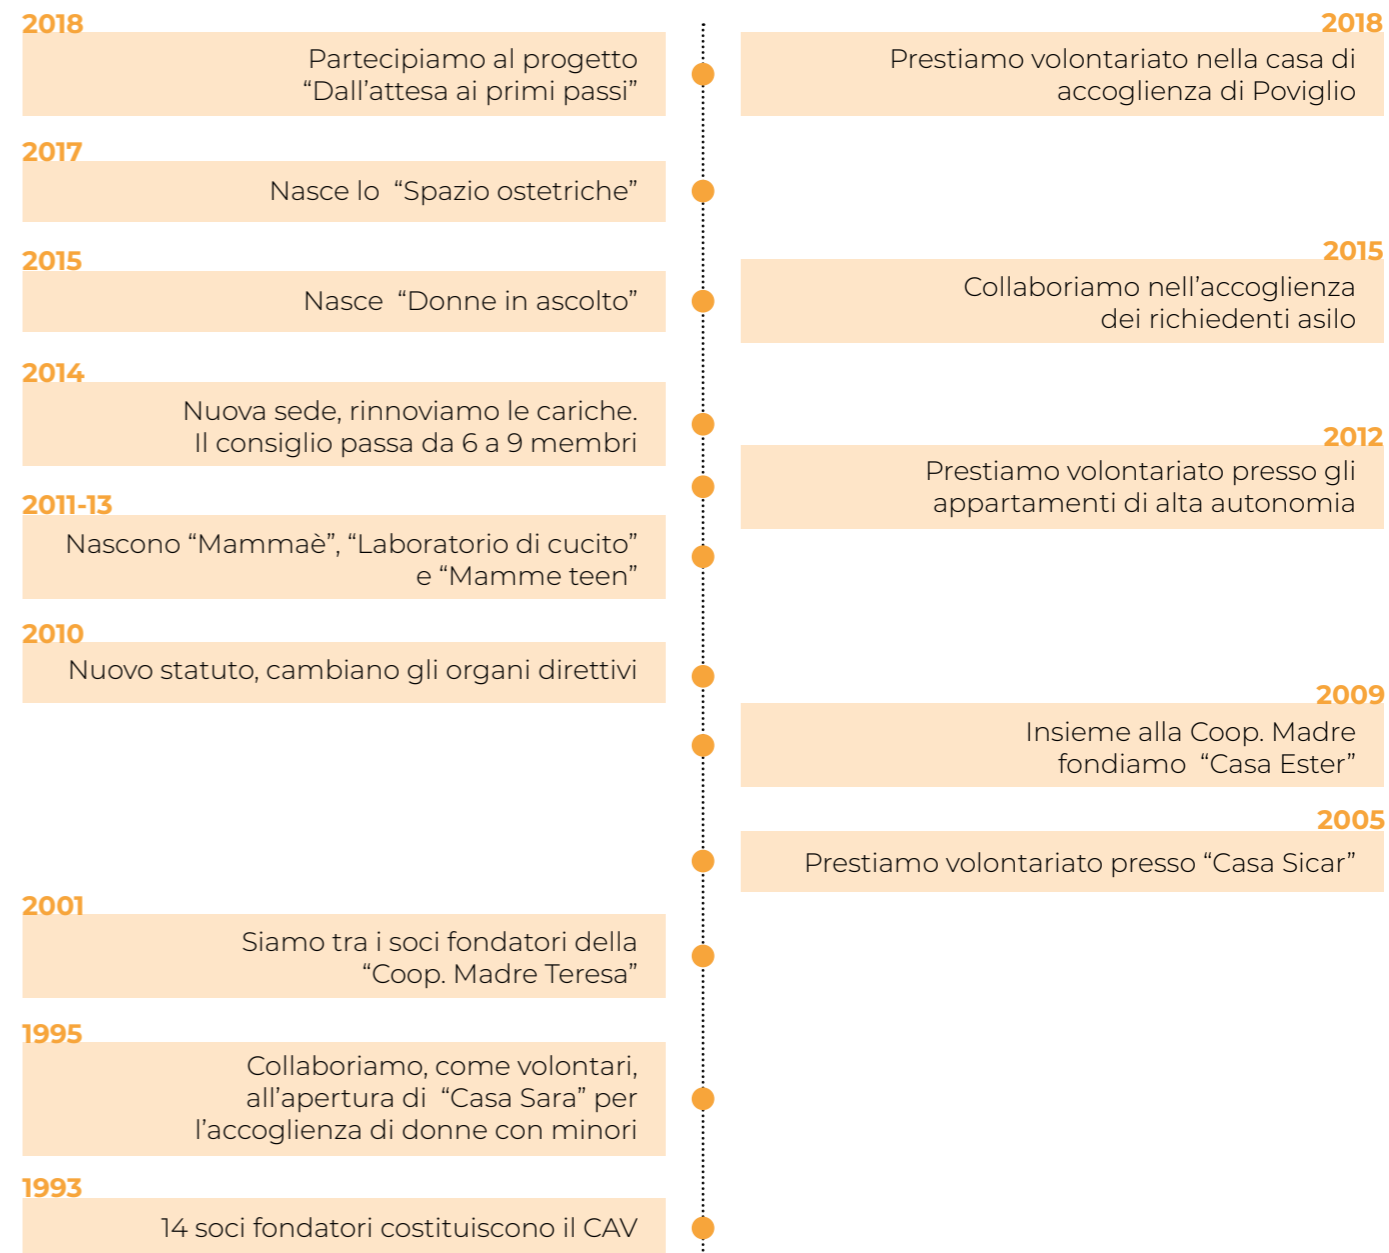 2018
Partecipiamo al progetto
“Dall’attesa ai primi passi”
2018
Prestiamo volontariato nella casa di
accoglienza di Poviglio
2017
Nasce lo “Spazio ostetriche”
2015
Nasce “Donne in ascolto”
2015
Collaboriamo nell’accoglienza
dei richiedenti asilo
2014
Nuova sede, rinnoviamo le cariche.
Il consiglio passa da 6 a 9 membri
2012
Prestiamo volontariato presso gli
appartamenti di alta autonomia
2011-13
Nascono “Mammaè”, “Laboratorio di cucito”
e “Mamme teen”
2010
Nuovo statuto, cambiano gli organi direttivi
2009
Insieme alla Coop. Madre
fondiamo “Casa Ester”
2005
Prestiamo volontariato presso “Casa Sicar”
2001
Siamo tra i soci fondatori della
“Coop. Madre Teresa”
1995
Collaboriamo, come volontari,
all’apertura di “Casa Sara” per
l’accoglienza di donne con minori
1993
14 soci fondatori costituiscono il CAV